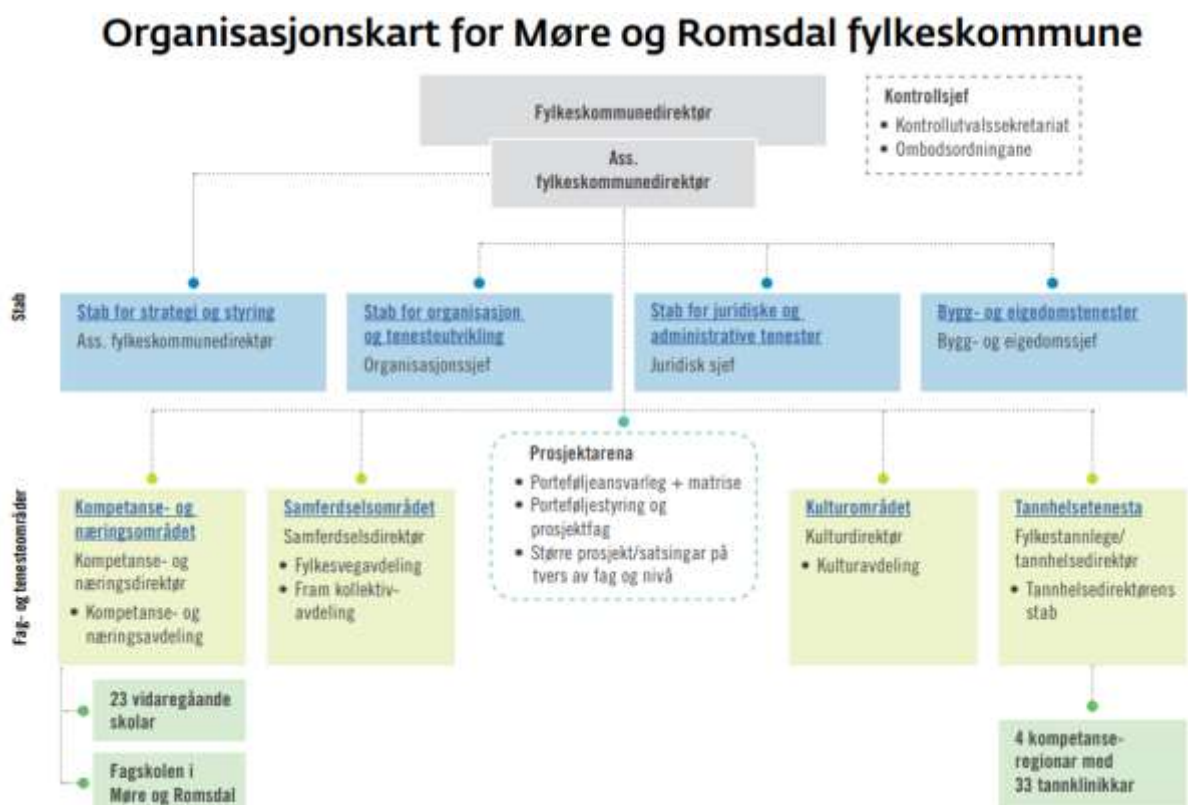 Organisasjonskart for Møre og Romsdal fylkeskommune
Fylkeskommunedirektør
Ass.
fylkeskommunedirektør
Kontrollsjef
• Kontrollutvalssekretariat
• Ombodsordningane
Stab
Stab for strategi og styring
Ass. fylkeskommunedirektør
Stab for organisasjon
og tenesteutvikling
Organisasjonssjef
Stab for juridiske og
administrative tenester
Juridisk sjef
Bygg- og eigedomstenester
Bygg- og eigedomssjef
Fag- og tenesteområder
Kompetanse- og
næringsområdet
Kompetanse- og
næringsdirektør
• Kompetanse- og
næringsavdeling
Samferdselsområdet
Samferdselsdirektør
• Fylkesvegavdeling
• Fram kollektiv-
avdeling
Prosjektarena
• Porteføljeansvarleg + matrise
• Porteføljestyring og
prosjektfag
• Større prosjekt/satsingar på
tvers av fag og nivå
Kulturområdet
Kulturdirektør
• Kulturavdeling
Tannhelsetenesta
Fylkestannlege/
tannhelsedirektør
• Tannhelsedirektørens
stab
23 vidaregåande
skolar
Fagskolen i
Møre og Romsdal
4 kompetanse-
regionar med
33 tannklinikkar